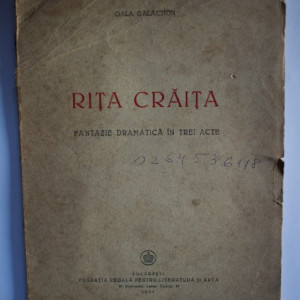 GALA GALACTION
RIȚA CRĂIȚA
FANTAZIE DRAMATICĂ ÎN TREI ACTE
0264536118
BUCUREȘTI
FUNDAȚIA REGALĂ PENTRU LITERATURĂ ȘI ARTĂ